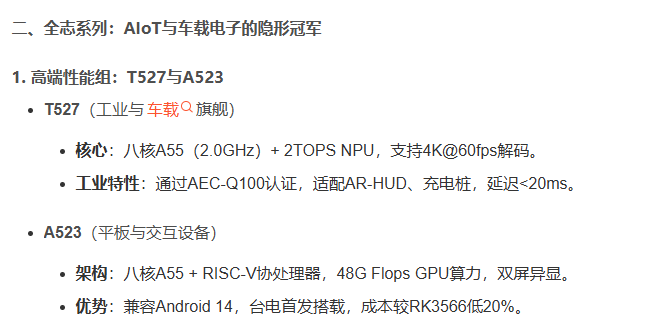 二、全志系列：AIoT与车载电子的隐形冠军
1. 高端性能组：T527与A523
• T527（工业与 车载 旗舰）
• 核心：八核A55（2.0GHz）+ 2TOPS NPU，支持4K@60fps解码。
• 工业特性：通过AEC-Q100认证，适配AR-HUD、充电桩，延迟<20ms。
• A523（平板与交互设备）
• 架构：八核A55 + RISC-V协处理器，48G Flops GPU算力，双屏异显。
• 优势：兼容Android 14，台电首发搭载，成本较RK3566低20%。